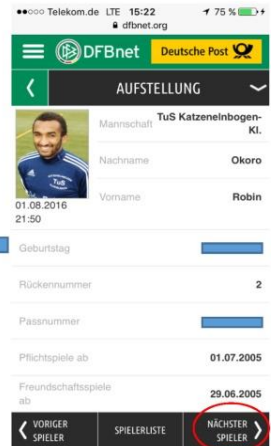 Telekom.de LTE 15:22 75 %
dfbnet.org
DFBnet Deutsche Post
AUFSTELLUNG
Mannschaft TuS Katzenelnbogen-Kl.
Nachname Okoro
Vorname Robin
TuS
01.08.2016
21:50
Geburtstag
Rückennummer 2
Passnummer
Pflichtspiele ab 01.07.2005
Freundschaftsspiele
ab 29.06.2005
VORIGER
SPIELER
SPIELERLISTE
NÄCHSTER
SPIELER